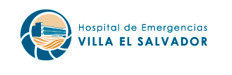 Hospital de Emergencias
VILLA EL SALVADOR